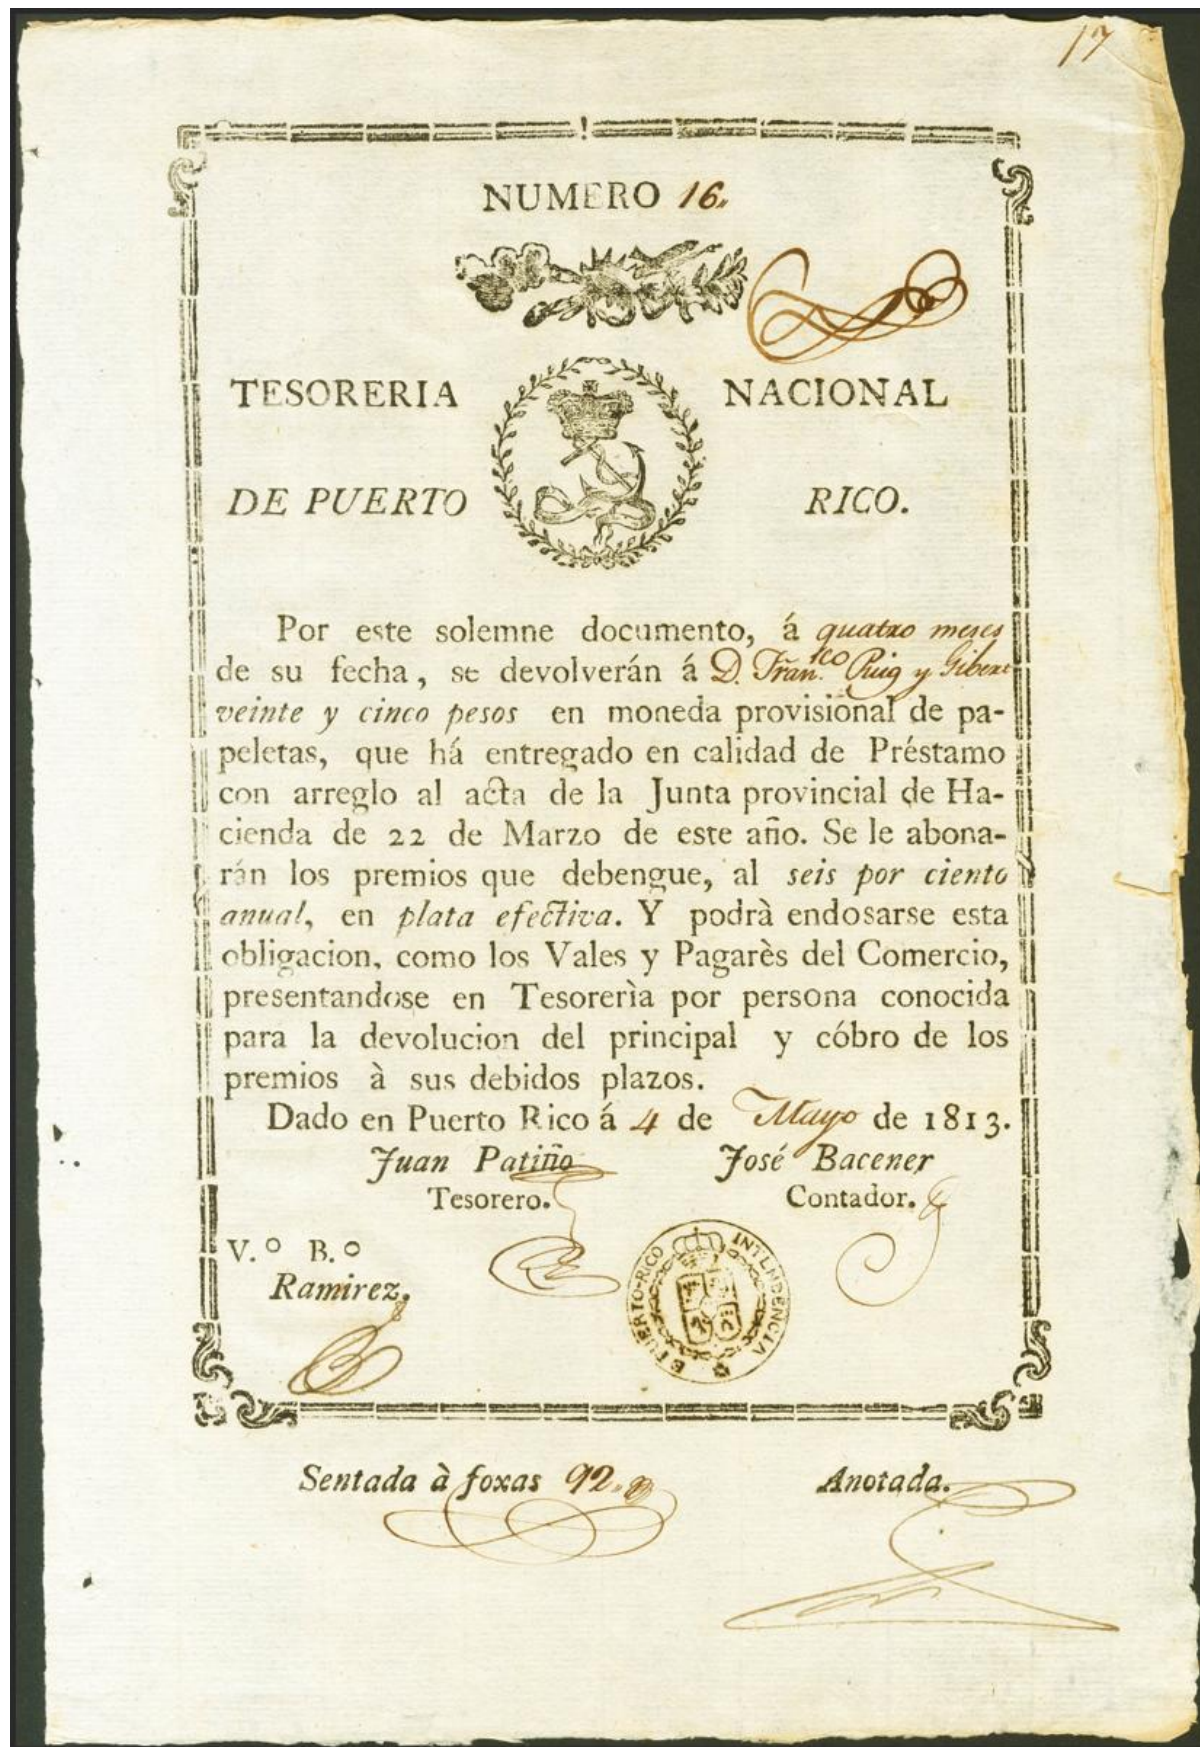 17
NUMERO 16.
TESORERIA NACIONAL
DE PUERTO RICO.
Por este solemne documento, á quatro meses
de su fecha, se devolverán á D. Fran.co Puig y Gibert
veinte y cinco pesos en moneda provisional de pa-
peletas, que há entregado en calidad de Préstamo
con arreglo al acta de la Junta provincial de Ha-
cienda de 22 de Marzo de este año. Se le abona-
rán los premios que debengue, al seis por ciento
anual, en plata efectiva. Y podrà endosarse esta
obligacion, como los Vales y Pagarès del Comercio,
presentandose en Tesorerìa por persona conocida
para la devolucion del principal y cóbro de los
premios à sus debidos plazos.
Dado en Puerto Rico á 4 de Mayo de 1813.
Juan Patiño José Bacener
Tesorero. Contador.
V.º B.º
Ramirez.
PUERTO-RICO INTENDENCIA
Sentada à foxas 92. Anotada.